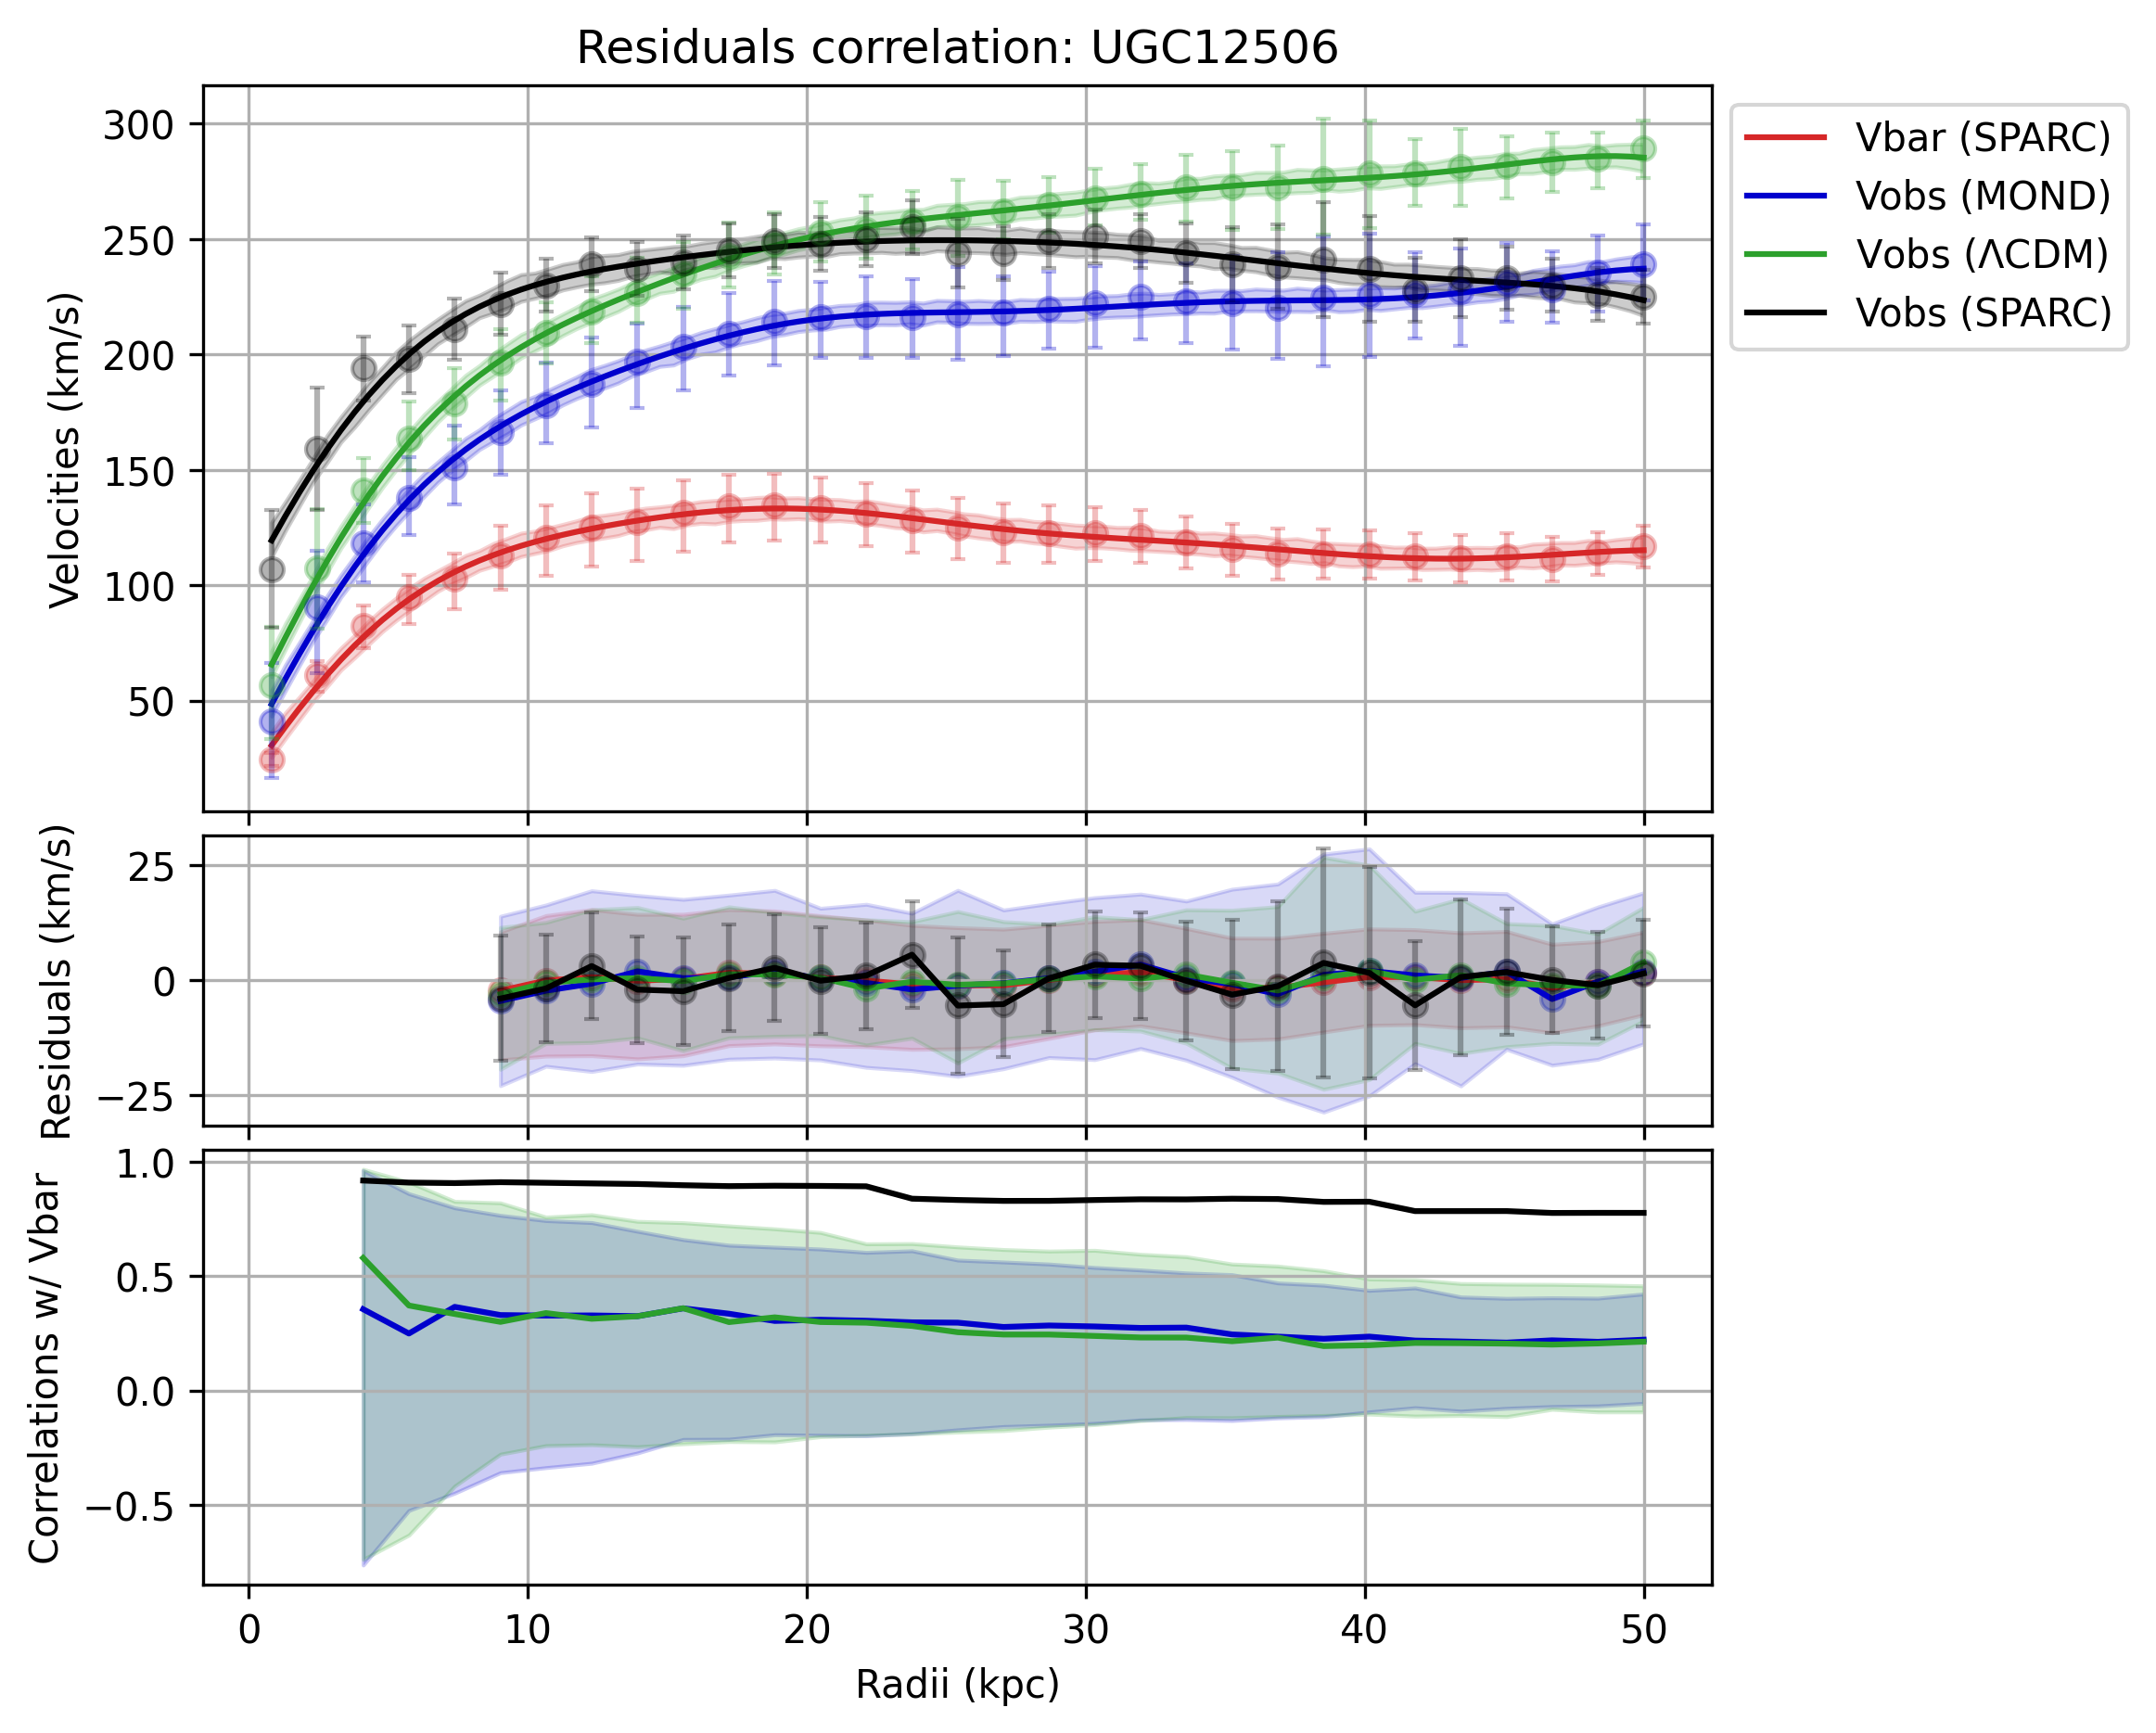 Residuals correlation: UGC12506
Velocities (km/s)
300
250
200
150
100
50
Vbar (SPARC)
Vobs (MOND)
Vobs (ΛCDM)
Vobs (SPARC)
Residuals (km/s)
25
0
−25
Correlations w/ Vbar
1.0
0.5
0.0
−0.5
0 10 20 30 40 50
Radii (kpc)